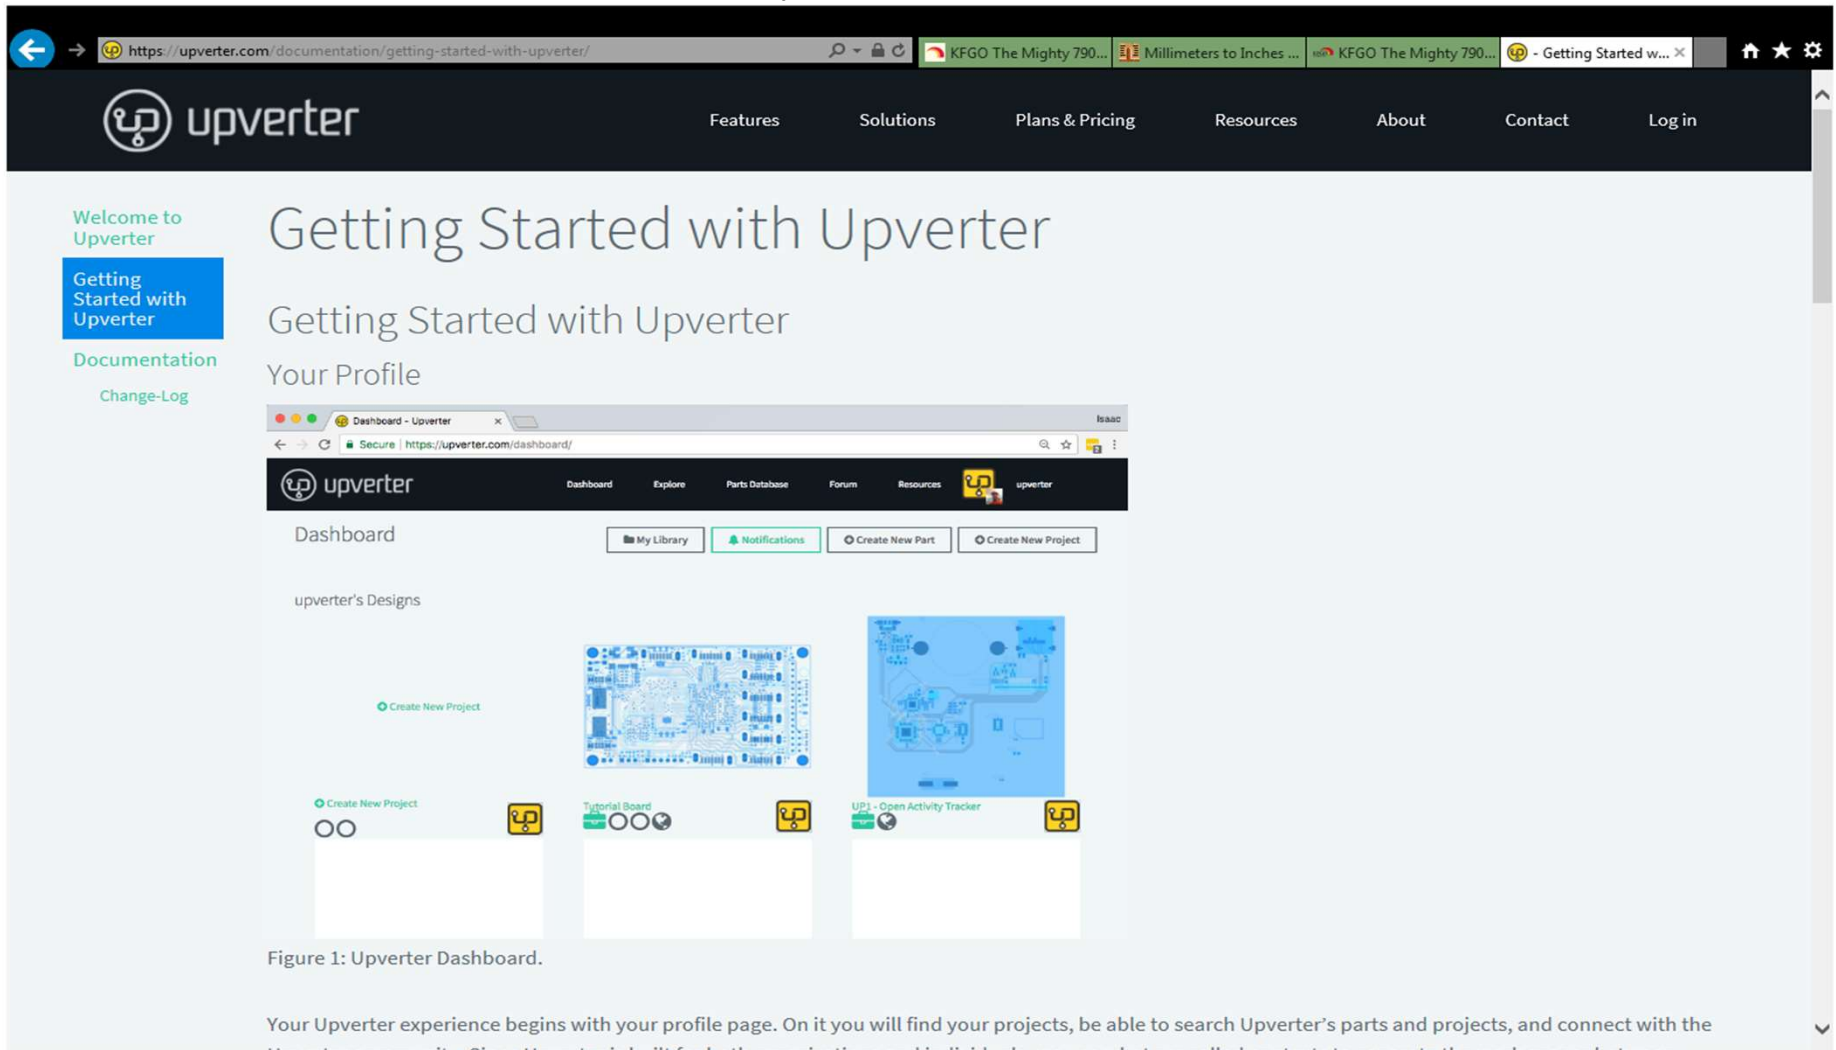 https://upverter.com/documentation/getting-started-with-upverter/
KFGO The Mighty 790...
Millimeters to Inches ...
KFGO The Mighty 790...
- Getting Started w...
upverter
Features
Solutions
Plans & Pricing
Resources
About
Contact
Log in
Welcome to
Upverter
Getting
Started with
Upverter
Documentation
Change-Log
Getting Started with Upverter
Getting Started with Upverter
Your Profile
Dashboard - Upverter
Isaac
Secure | https://upverter.com/dashboard/
upverter
Dashboard
Explore
Parts Database
Forum
Resources
upverter
Dashboard
My Library
Notifications
Create New Part
Create New Project
upverter's Designs
Create New Project
Create New Project
Tutorial Board
UP1 - Open Activity Tracker
Figure 1: Upverter Dashboard.
Your Upverter experience begins with your profile page. On it you will find your projects, be able to search Upverter's parts and projects, and connect with the